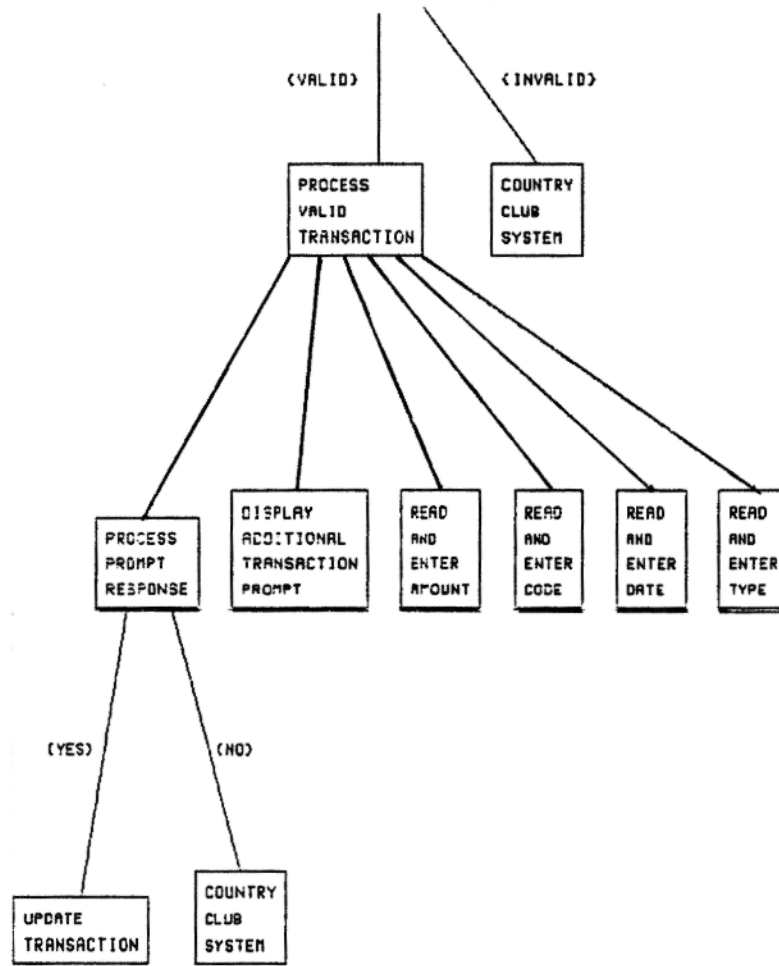 (VALID)
(INVALID)
PROCESS
VALID
TRANSACTION
COUNTRY
CLUB
SYSTEM
PROCESS
PROMPT
RESPONSE
DISPLAY
ADDITIONAL
TRANSACTION
PROMPT
READ
AND
ENTER
AMOUNT
READ
AND
ENTER
CODE
READ
AND
ENTER
DATE
READ
AND
ENTER
TYPE
(YES)
(NO)
UPDATE
TRANSACTION
COUNTRY
CLUB
SYSTEM